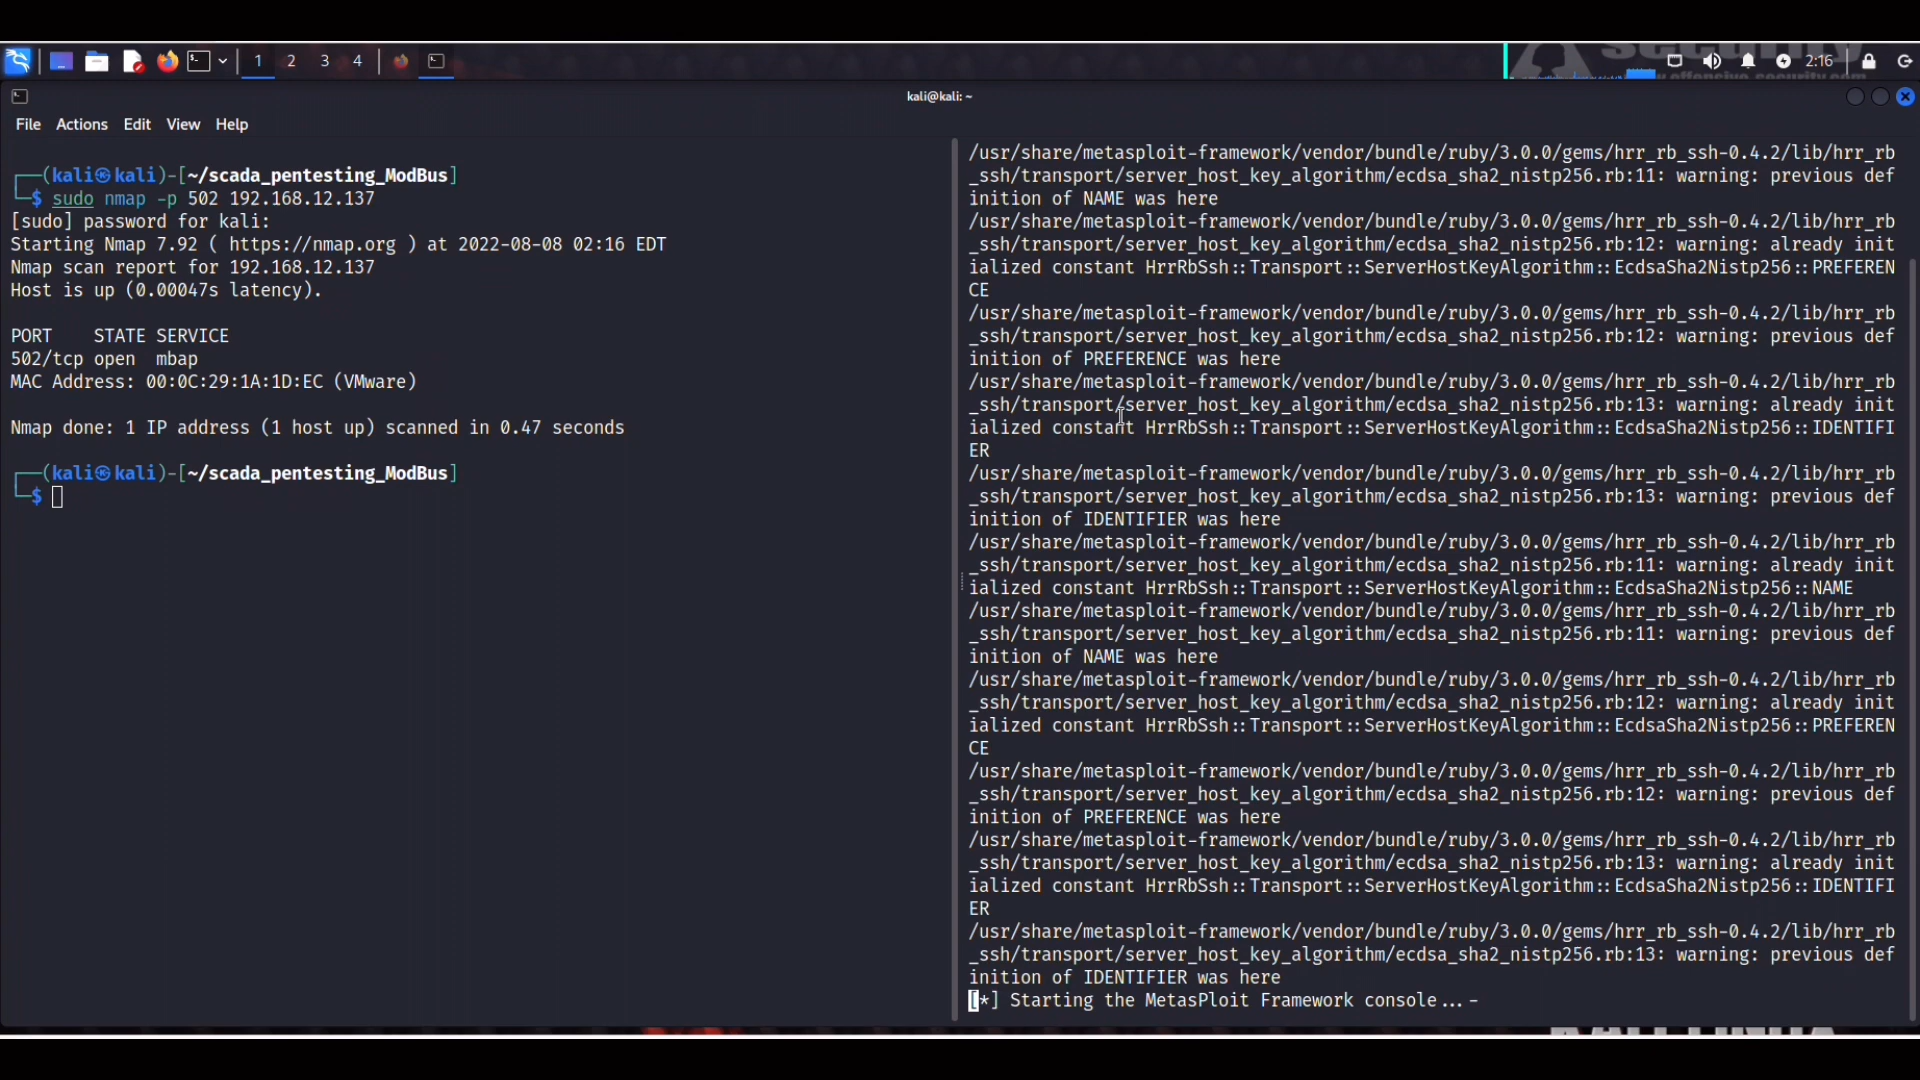 1 2 3 4
2:16
kali@kali: ~
File Actions Edit View Help
(kali㉿kali)-[~/scada_pentesting_ModBus]
$ sudo nmap -p 502 192.168.12.137
[sudo] password for kali:
Starting Nmap 7.92 ( https://nmap.org ) at 2022-08-08 02:16 EDT
Nmap scan report for 192.168.12.137
Host is up (0.00047s latency).
PORT    STATE SERVICE
502/tcp open  mbap
MAC Address: 00:0C:29:1A:1D:EC (VMware)
Nmap done: 1 IP address (1 host up) scanned in 0.47 seconds
(kali㉿kali)-[~/scada_pentesting_ModBus]
$
/usr/share/metasploit-framework/vendor/bundle/ruby/3.0.0/gems/hrr_rb_ssh-0.4.2/lib/hrr_rb
_ssh/transport/server_host_key_algorithm/ecdsa_sha2_nistp256.rb:11: warning: previous def
inition of NAME was here
/usr/share/metasploit-framework/vendor/bundle/ruby/3.0.0/gems/hrr_rb_ssh-0.4.2/lib/hrr_rb
_ssh/transport/server_host_key_algorithm/ecdsa_sha2_nistp256.rb:12: warning: already init
ialized constant HrrRbSsh::Transport::ServerHostKeyAlgorithm::EcdsaSha2Nistp256::PREFEREN
CE
/usr/share/metasploit-framework/vendor/bundle/ruby/3.0.0/gems/hrr_rb_ssh-0.4.2/lib/hrr_rb
_ssh/transport/server_host_key_algorithm/ecdsa_sha2_nistp256.rb:12: warning: previous def
inition of PREFERENCE was here
/usr/share/metasploit-framework/vendor/bundle/ruby/3.0.0/gems/hrr_rb_ssh-0.4.2/lib/hrr_rb
_ssh/transport/server_host_key_algorithm/ecdsa_sha2_nistp256.rb:13: warning: already init
ialized constant HrrRbSsh::Transport::ServerHostKeyAlgorithm::EcdsaSha2Nistp256::IDENTIFI
ER
/usr/share/metasploit-framework/vendor/bundle/ruby/3.0.0/gems/hrr_rb_ssh-0.4.2/lib/hrr_rb
_ssh/transport/server_host_key_algorithm/ecdsa_sha2_nistp256.rb:13: warning: previous def
inition of IDENTIFIER was here
/usr/share/metasploit-framework/vendor/bundle/ruby/3.0.0/gems/hrr_rb_ssh-0.4.2/lib/hrr_rb
_ssh/transport/server_host_key_algorithm/ecdsa_sha2_nistp256.rb:11: warning: already init
ialized constant HrrRbSsh::Transport::ServerHostKeyAlgorithm::EcdsaSha2Nistp256::NAME
/usr/share/metasploit-framework/vendor/bundle/ruby/3.0.0/gems/hrr_rb_ssh-0.4.2/lib/hrr_rb
_ssh/transport/server_host_key_algorithm/ecdsa_sha2_nistp256.rb:11: warning: previous def
inition of NAME was here
/usr/share/metasploit-framework/vendor/bundle/ruby/3.0.0/gems/hrr_rb_ssh-0.4.2/lib/hrr_rb
_ssh/transport/server_host_key_algorithm/ecdsa_sha2_nistp256.rb:12: warning: already init
ialized constant HrrRbSsh::Transport::ServerHostKeyAlgorithm::EcdsaSha2Nistp256::PREFEREN
CE
/usr/share/metasploit-framework/vendor/bundle/ruby/3.0.0/gems/hrr_rb_ssh-0.4.2/lib/hrr_rb
_ssh/transport/server_host_key_algorithm/ecdsa_sha2_nistp256.rb:12: warning: previous def
inition of PREFERENCE was here
/usr/share/metasploit-framework/vendor/bundle/ruby/3.0.0/gems/hrr_rb_ssh-0.4.2/lib/hrr_rb
_ssh/transport/server_host_key_algorithm/ecdsa_sha2_nistp256.rb:13: warning: already init
ialized constant HrrRbSsh::Transport::ServerHostKeyAlgorithm::EcdsaSha2Nistp256::IDENTIFI
ER
/usr/share/metasploit-framework/vendor/bundle/ruby/3.0.0/gems/hrr_rb_ssh-0.4.2/lib/hrr_rb
_ssh/transport/server_host_key_algorithm/ecdsa_sha2_nistp256.rb:13: warning: previous def
inition of IDENTIFIER was here
[*] Starting the MetasPloit Framework console...-